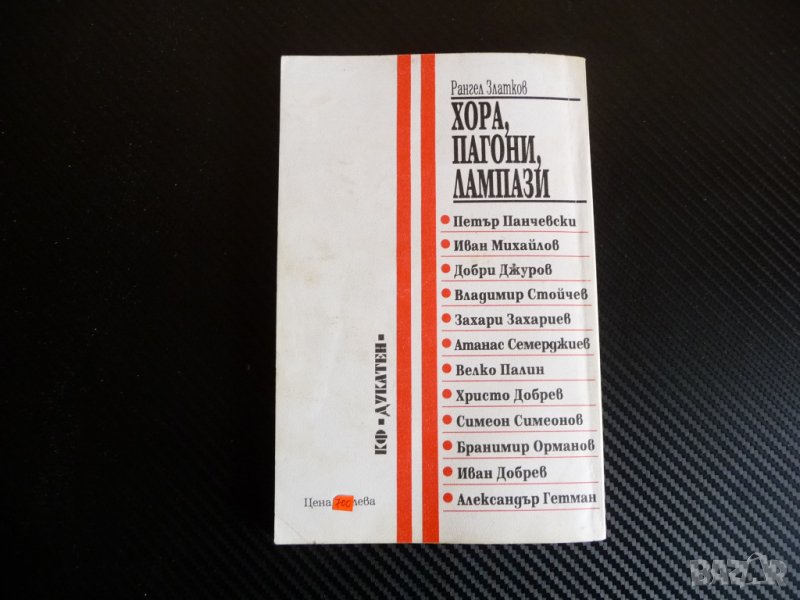 Рангел Златков
ХОРА,
ПАГОНИ,
ЛАМПАЗИ
Петър Панчевски
Иван Михайлов
Добри Джуров
Владимир Стойчев
Захари Захариев
Атанас Семерджиев
Велко Палин
Христо Добрев
Симеон Симеонов
Бранимир Орманов
Иван Добрев
Александър Гетман
КФ "ДУКАТЕН"
Цена 700 лева
BAZAR